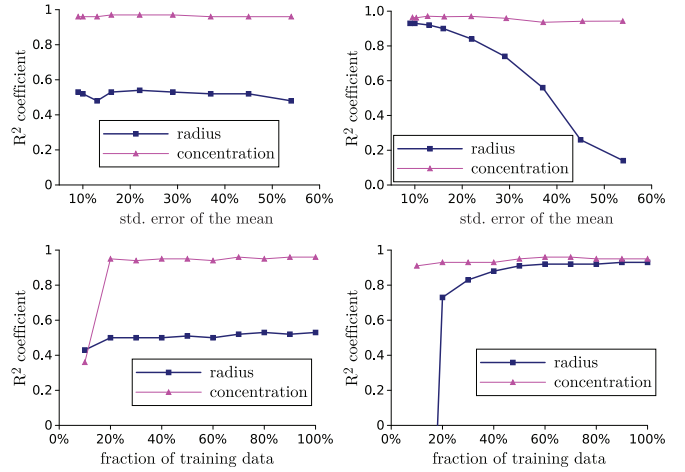 1
0.8
0.6
0.4
0.2
0
R² coefficient
radius
concentration
10% 20% 30% 40% 50% 60%
std. error of the mean
1.0
0.8
0.6
0.4
0.2
0.0
R² coefficient
radius
concentration
10% 20% 30% 40% 50% 60%
std. error of the mean
1
0.8
0.6
0.4
0.2
0
R² coefficient
radius
concentration
0% 20% 40% 60% 80% 100%
fraction of training data
1
0.8
0.6
0.4
0.2
0
R² coefficient
radius
concentration
0% 20% 40% 60% 80% 100%
fraction of training data